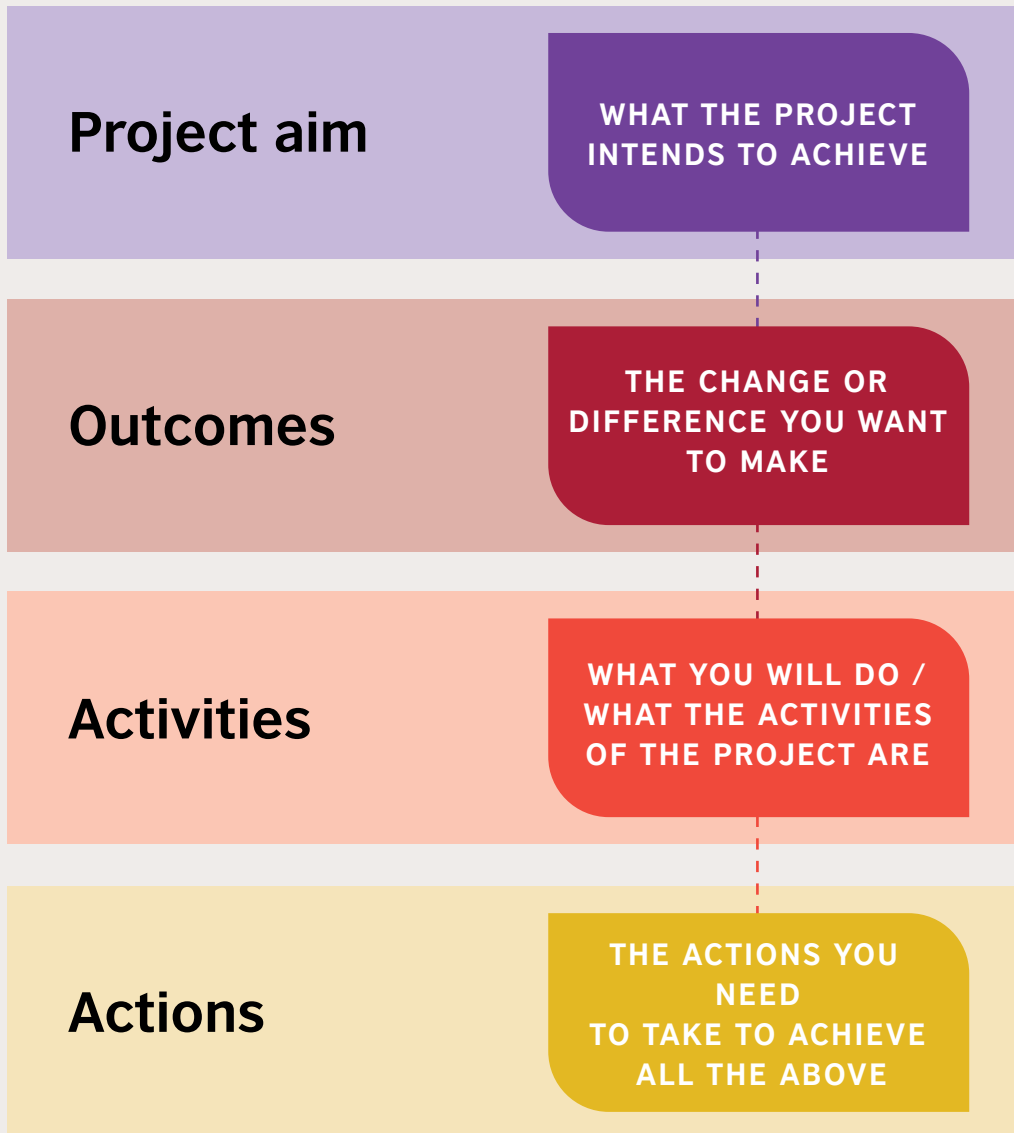 Project aim
WHAT THE PROJECT
INTENDS TO ACHIEVE
Outcomes
THE CHANGE OR
DIFFERENCE YOU WANT
TO MAKE
Activities
WHAT YOU WILL DO /
WHAT THE ACTIVITIES
OF THE PROJECT ARE
Actions
THE ACTIONS YOU
NEED
TO TAKE TO ACHIEVE
ALL THE ABOVE